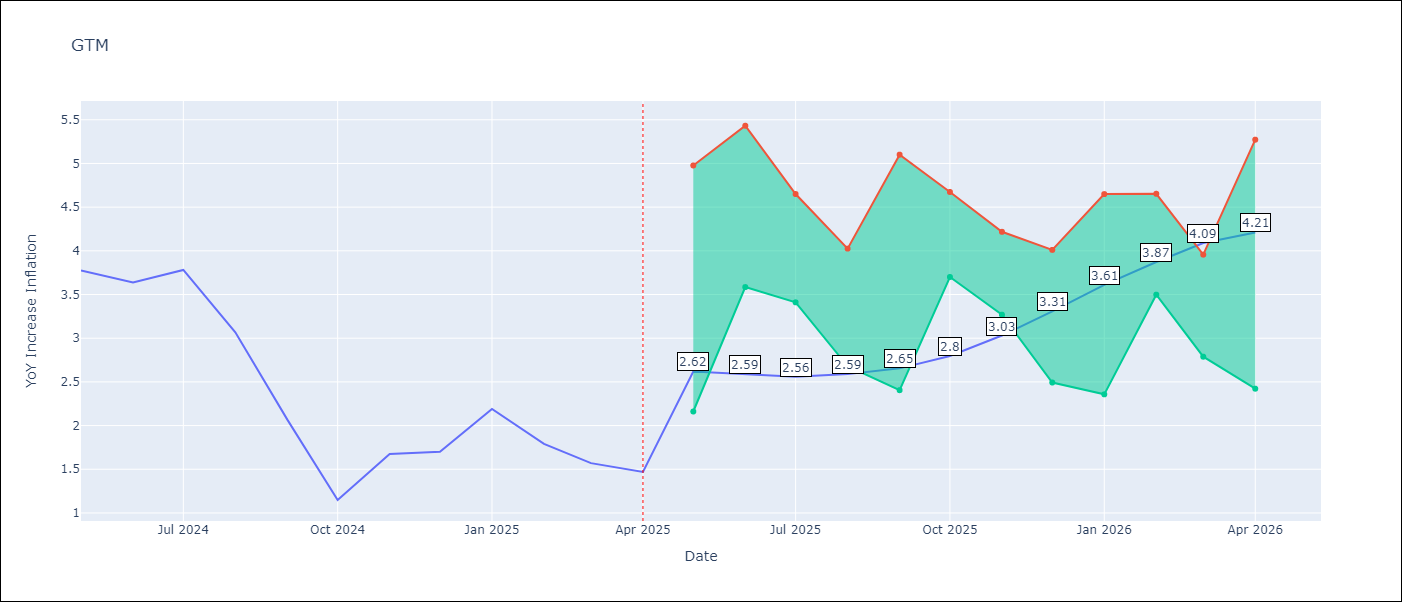 GTM
YoY Increase Inflation
5.5
5
4.5
4
3.5
3
2.5
2
1.5
1
2.62
2.59
2.56
2.59
2.65
2.8
3.03
3.31
3.61
3.87
4.09
4.21
Jul 2024
Oct 2024
Jan 2025
Apr 2025
Jul 2025
Oct 2025
Jan 2026
Apr 2026
Date